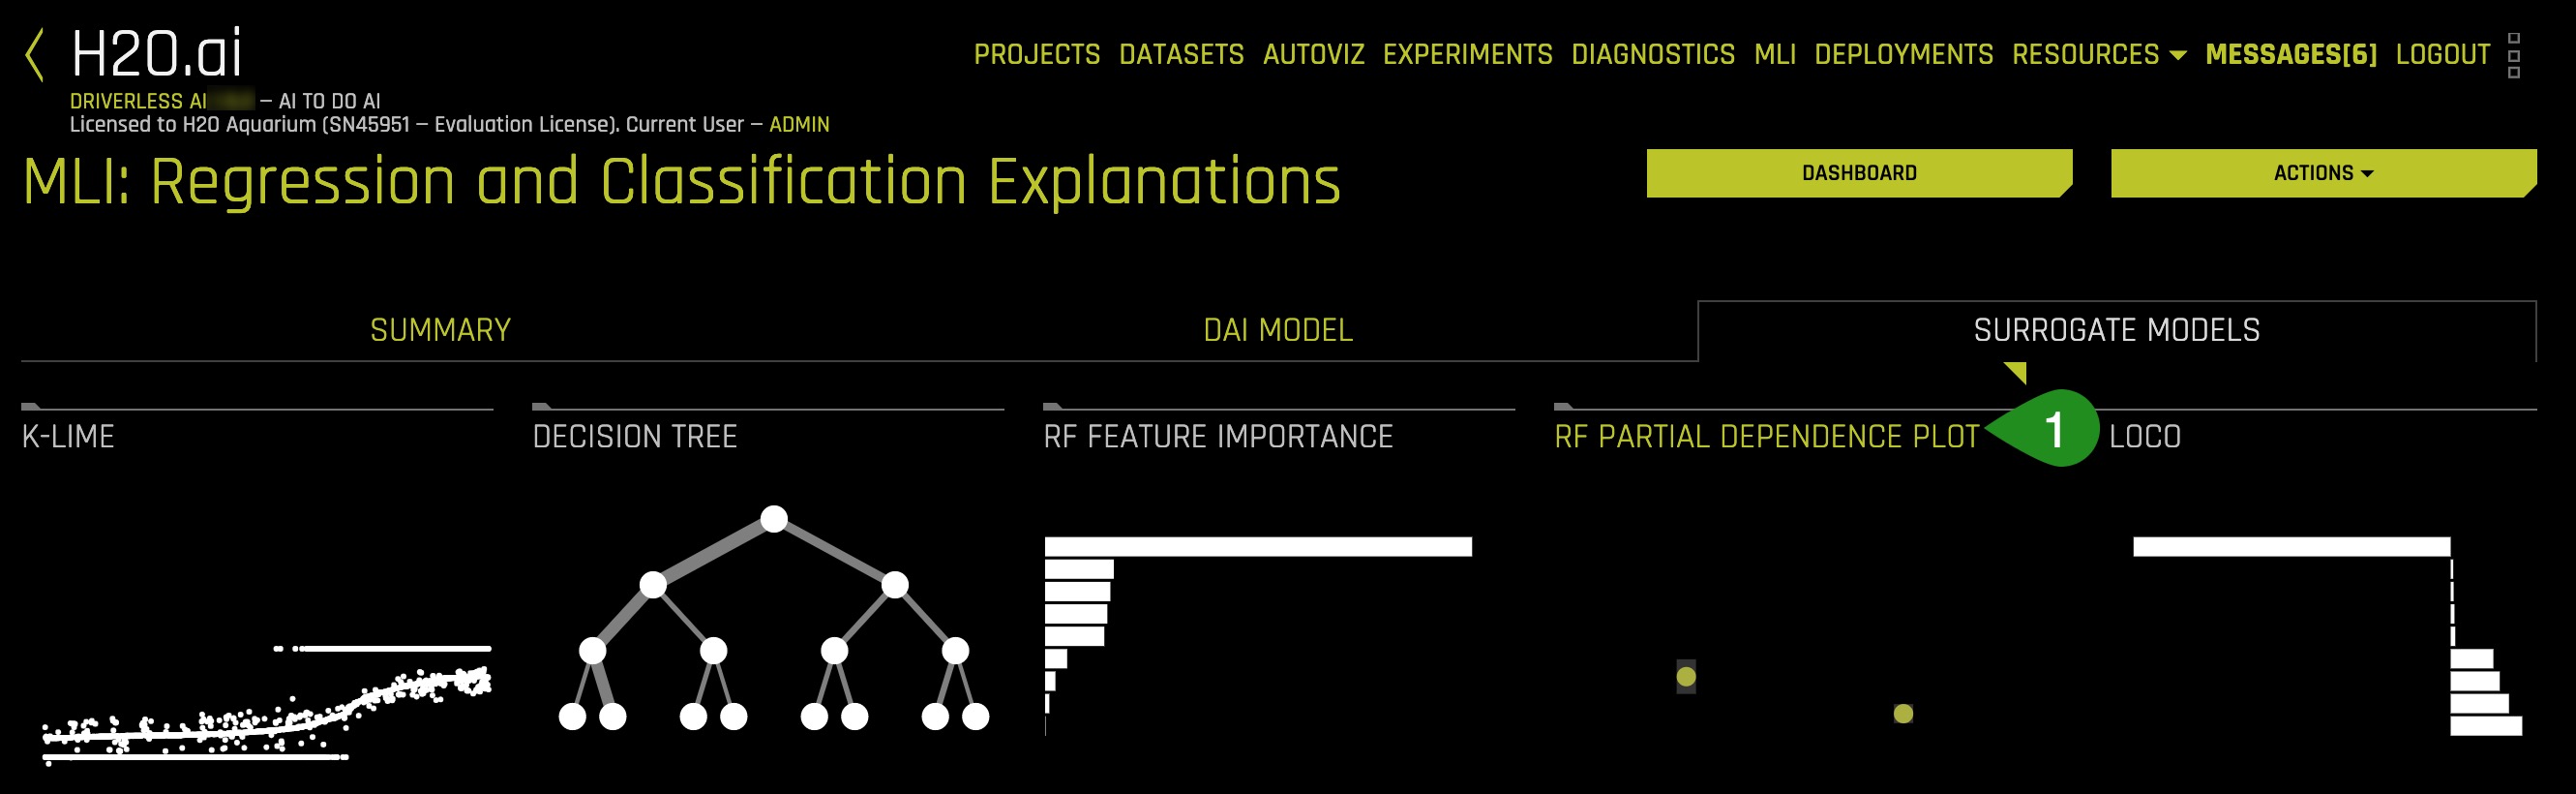 H2O.ai
PROJECTS DATASETS AUTOVIZ EXPERIMENTS DIAGNOSTICS MLI DEPLOYMENTS RESOURCES MESSAGES[6] LOGOUT
DRIVERLESS AI – AI TO DO AI
Licensed to H2O Aquarium (SN45951 – Evaluation License). Current User – ADMIN
MLI: Regression and Classification Explanations
DASHBOARD
ACTIONS
SUMMARY
DAI MODEL
SURROGATE MODELS
K-LIME
DECISION TREE
RF FEATURE IMPORTANCE
RF PARTIAL DEPENDENCE PLOT
1
LOCO